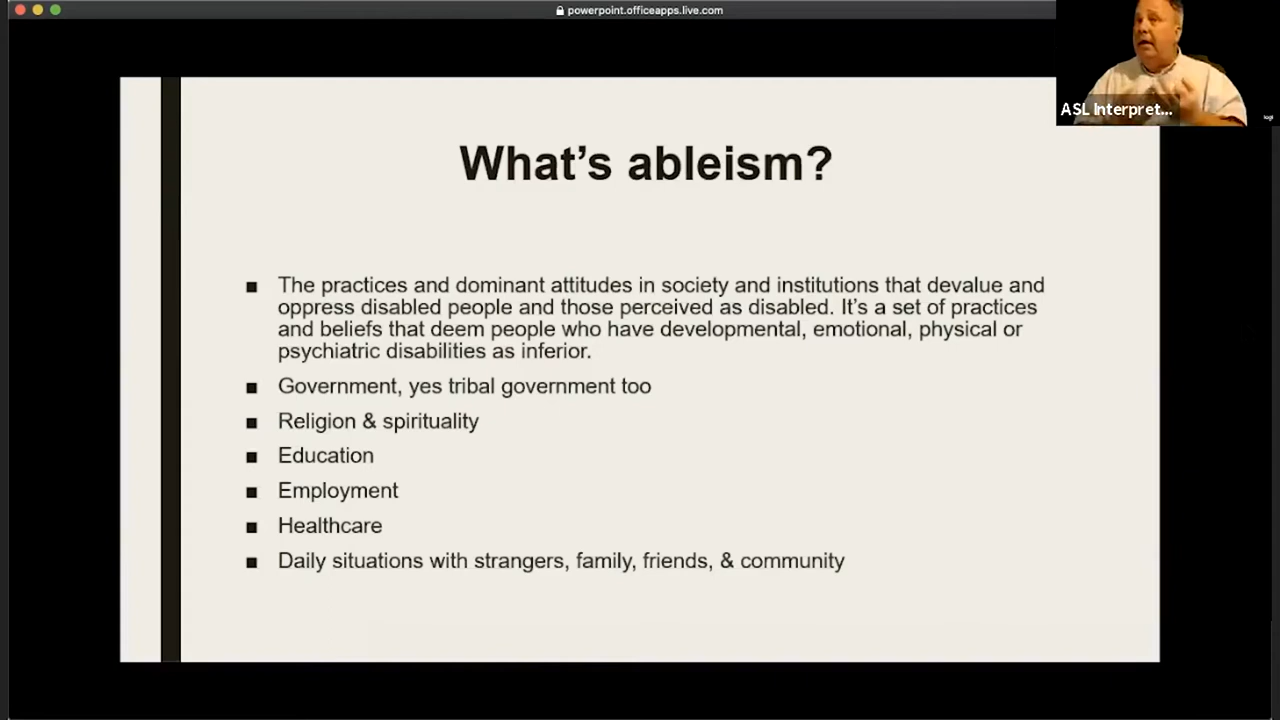 powerpoint.officeapps.live.com
ASL Interpret...
What's ableism?
■ The practices and dominant attitudes in society and institutions that devalue and
oppress disabled people and those perceived as disabled. It's a set of practices
and beliefs that deem people who have developmental, emotional, physical or
psychiatric disabilities as inferior.
■ Government, yes tribal government too
■ Religion & spirituality
■ Education
■ Employment
■ Healthcare
■ Daily situations with strangers, family, friends, & community